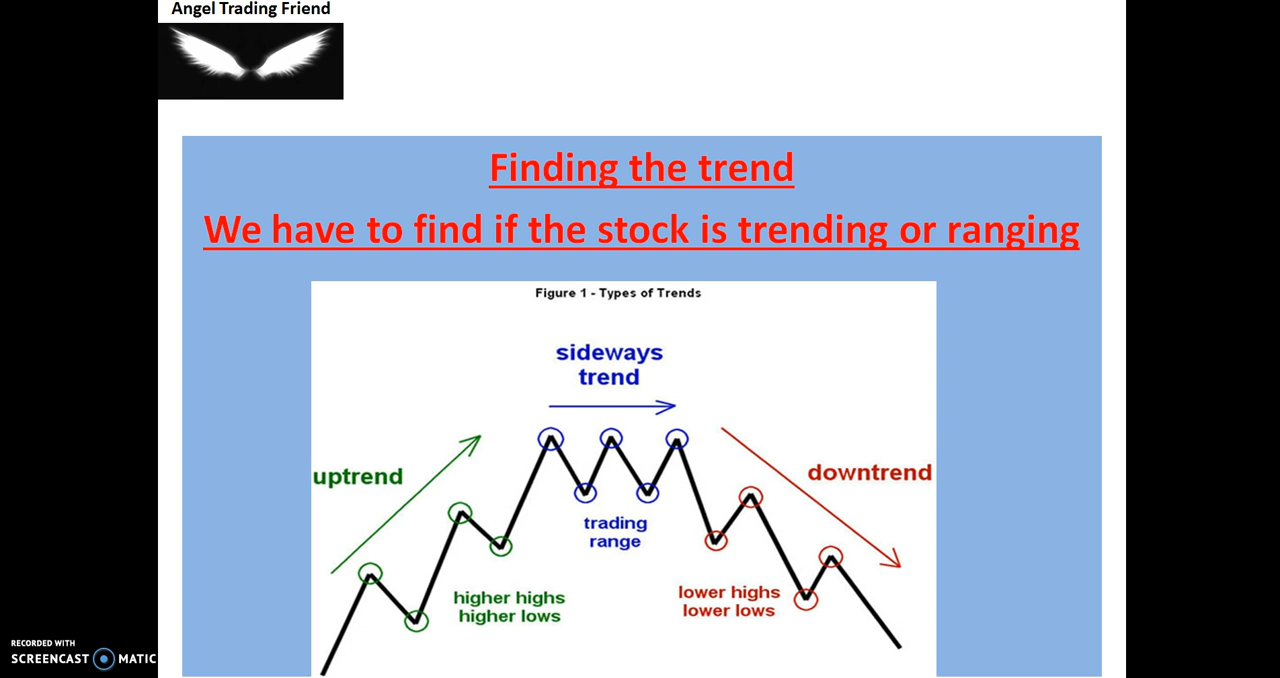 Angel Trading Friend
Finding the trend
We have to find if the stock is trending or ranging
Figure 1 - Types of Trends
sideways
trend
uptrend
downtrend
trading
range
higher highs
higher lows
lower highs
lower lows
RECORDED WITH
SCREENCAST MATIC